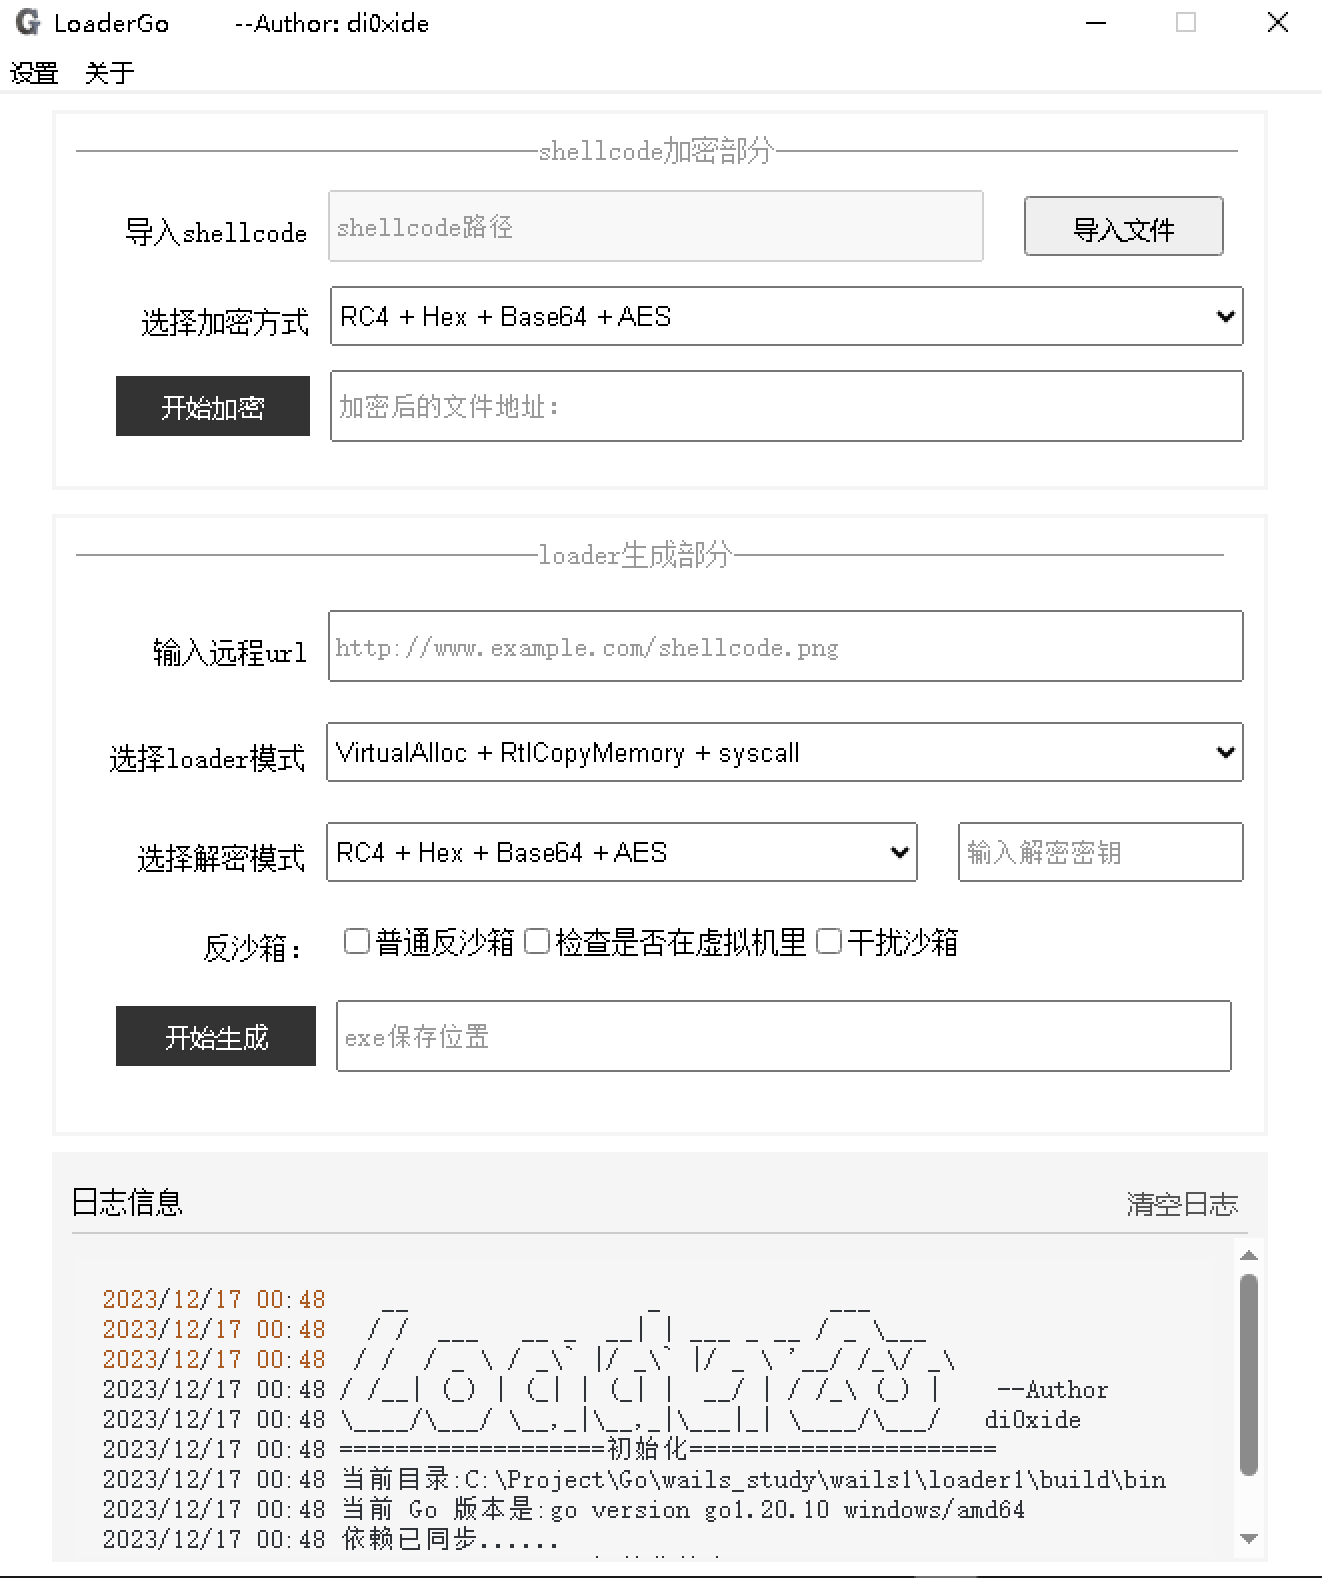 LoaderGo --Author: di0xide
设置 关于
shellcode加密部分
导入shellcode shellcode路径 导入文件
选择加密方式 RC4 + Hex + Base64 + AES
开始加密 加密后的文件地址：
loader生成部分
输入远程url http://www.example.com/shellcode.png
选择loader模式 VirtualAlloc + RtlCopyMemory + syscall
选择解密模式 RC4 + Hex + Base64 + AES 输入解密密钥
反沙箱： 普通反沙箱 检查是否在虚拟机里 干扰沙箱
开始生成 exe保存位置
日志信息 清空日志
2023/12/17 00:48
2023/12/17 00:48
2023/12/17 00:48
2023/12/17 00:48 --Author
2023/12/17 00:48 di0xide
2023/12/17 00:48 ===================初始化======================
2023/12/17 00:48 当前目录:C:\Project\Go\wails_study\wails1\loader1\build\bin
2023/12/17 00:48 当前 Go 版本是:go version go1.20.10 windows/amd64
2023/12/17 00:48 依赖已同步......